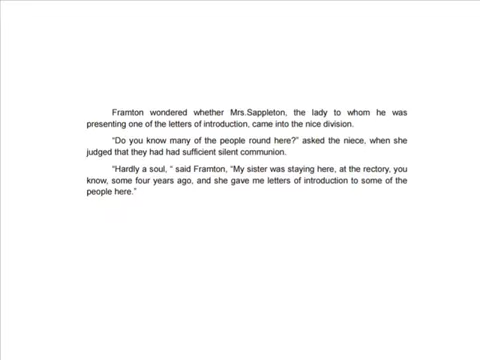 Framton wondered whether Mrs.Sappleton, the lady to whom he was
presenting one of the letters of introduction, came into the nice division.
“Do you know many of the people round here?” asked the niece, when she
judged that they had had sufficient silent communion.
“Hardly a soul, “ said Framton, “My sister was staying here, at the rectory, you
know, some four years ago, and she gave me letters of introduction to some of the
people here.”